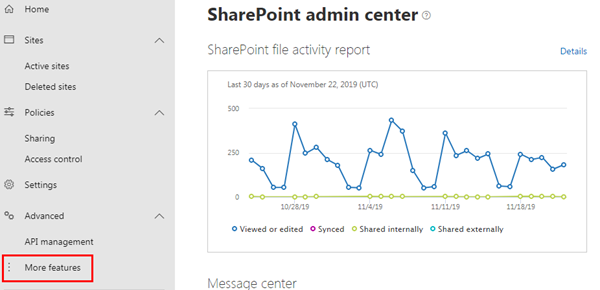 Home
Sites
Active sites
Deleted sites
Policies
Sharing
Access control
Settings
Advanced
API management
More features
SharePoint admin center
SharePoint file activity report Details
Last 30 days as of November 22, 2019 (UTC)
500
250
0
10/28/19 11/4/19 11/11/19 11/18/19
Viewed or edited Synced Shared internally Shared externally
Message center